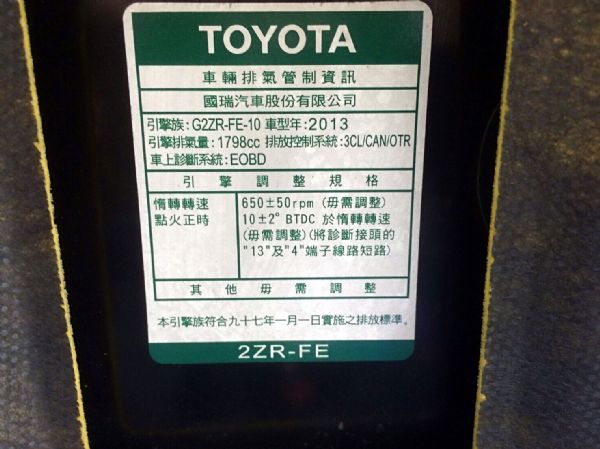 TOYOTA
車輛排氣管制資訊
國瑞汽車股份有限公司
引擎族:G2ZR-FE-10 車型年:2013
引擎排氣量:1798cc 排放控制系統:3CL/CAN/OTR
車上診斷系統:EOBD
引擎調整規格
惰轉轉速 650±50rpm (毋需調整)
點火正時 10±2° BTDC 於惰轉轉速
(毋需調整)(將診斷接頭的
"13"及"4"端子線路短路)
其他毋需調整
本引擎族符合九十七年一月一日實施之排放標準。
2ZR-FE